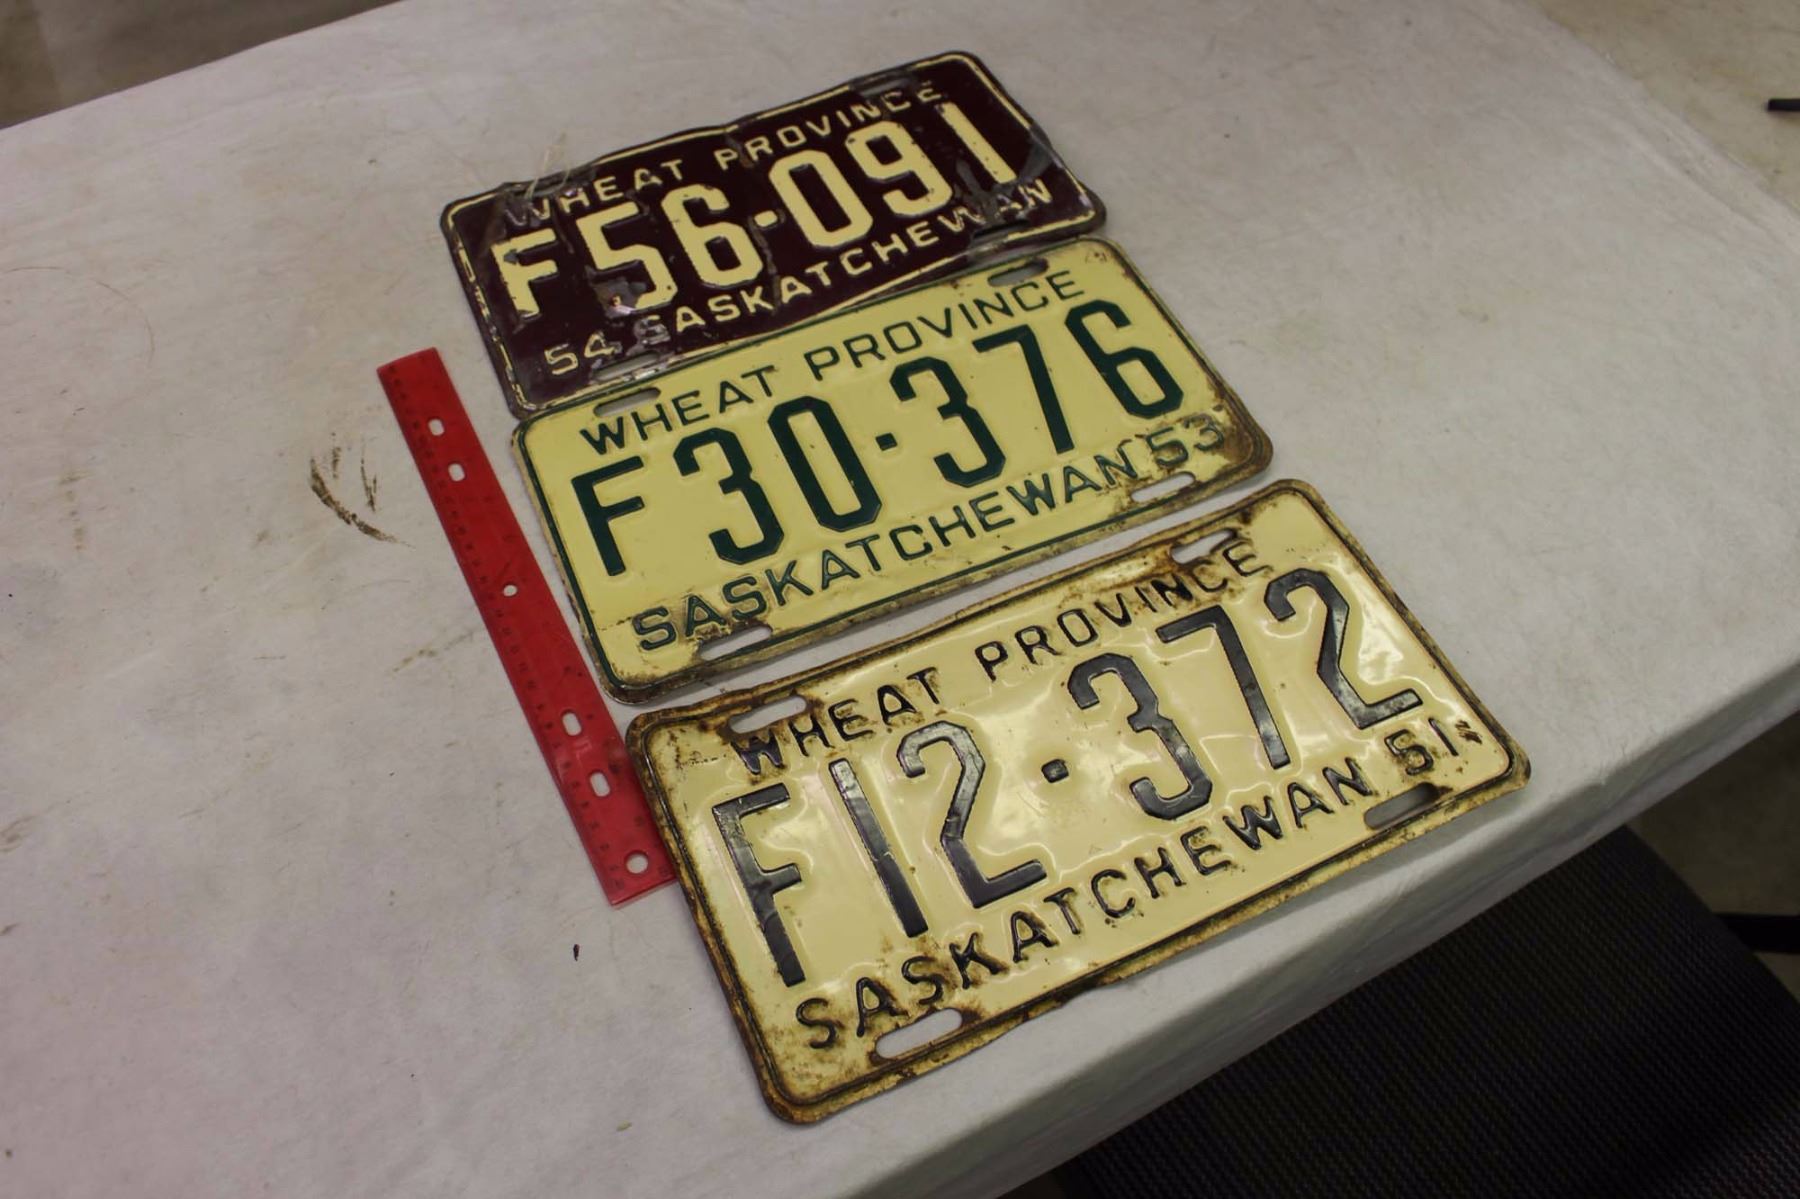 WHEAT PROVINCE
F56·091
54 SASKATCHEWAN
WHEAT PROVINCE
F30·376
SASKATCHEWAN 53
WHEAT PROVINCE
F12·372
SASKATCHEWAN 51